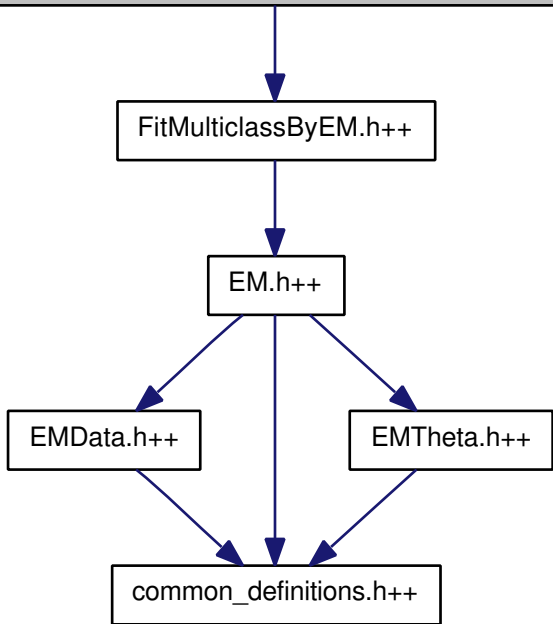 FitMulticlassByEM.h++
EM.h++
EMData.h++
EMTheta.h++
common_definitions.h++